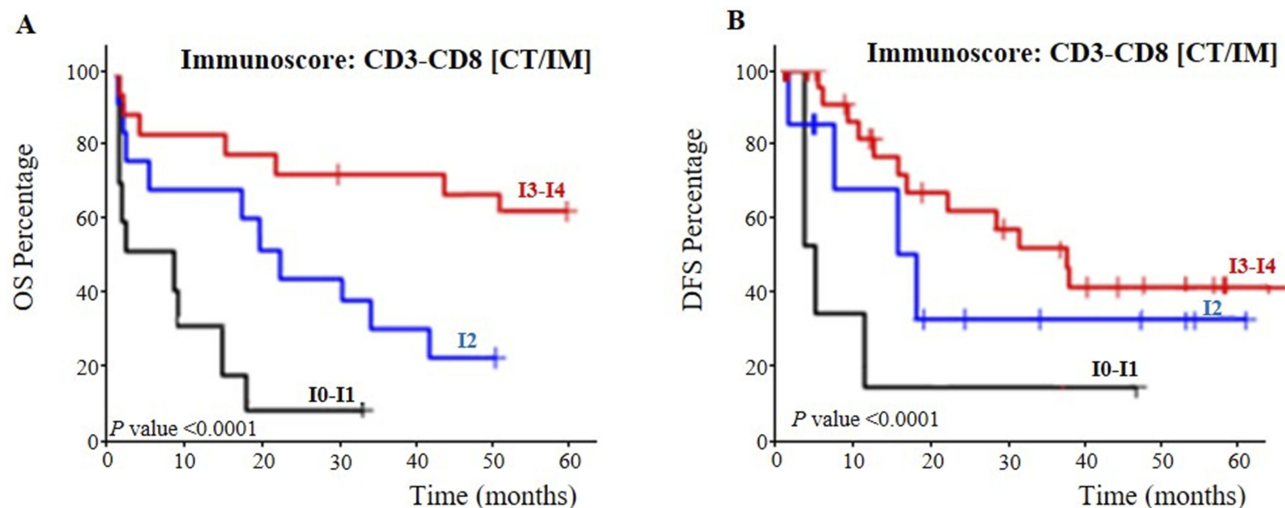 A
Immunoscore: CD3-CD8 [CT/IM]
OS Percentage
100
80
60
40
20
0
I3-I4
I2
I0-I1
P value <0.0001
0 10 20 30 40 50 60
Time (months)
B
Immunoscore: CD3-CD8 [CT/IM]
DFS Percentage
100
80
60
40
20
0
I3-I4
I2
I0-I1
P value <0.0001
0 10 20 30 40 50 60
Time (months)